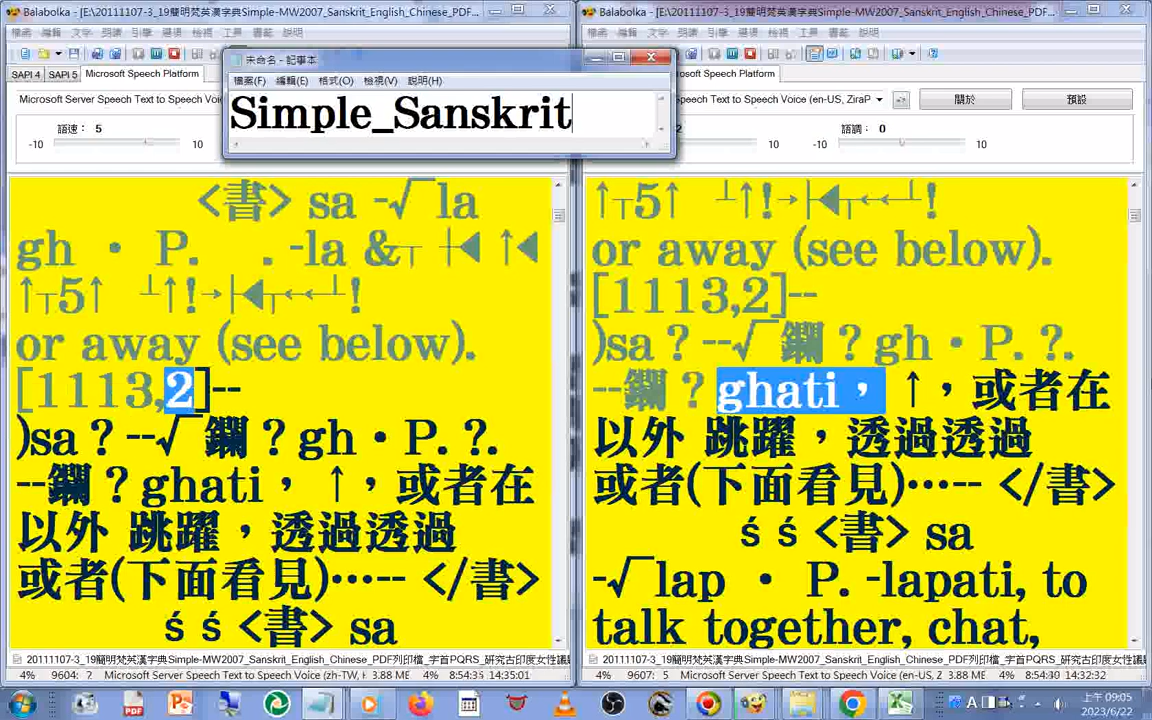 Balabolka - [E:\20111107-3_19簡明梵英漢字典Simple-MW2007_Sanskrit_English_Chinese_PDF...
Balabolka - [E:\20111107-3_19簡明梵英漢字典Simple-MW2007_Sanskrit_English_Chinese_PDF...
未命名 - 記事本
檔案(F) 編輯(E) 格式(O) 檢視(V) 說明(H)
Simple_Sanskrit
SAPI 4 SAPI 5 Microsoft Speech Platform
Speech Platform
Microsoft Server Speech Text to Speech Voi
Speech Text to Speech Voice (en-US, ZiraP
關於 預設
語速: 5
-10 10
2
10
語調: 0
-10 10
<書> sa -√‾la
gh • P. . -la &┬ ├◀ ↑◀
↑┬5↑ ┴↑!→├◀┬←┴!
or away (see below).
[1113,2]--
)sa?--√‾鑭?gh•P.?.
--鑭?ghati, ↑,或者在
以外 跳躍,透過透過
或者(下面看見)…-- </書>
ś ś <書> sa
↑┬5↑ ┴↑!→├◀┬←┴!
or away (see below).
[1113,2]--
)sa?--√‾鑭?gh•P.?.
--鑭?ghati, ↑,或者在
以外 跳躍,透過透過
或者(下面看見)…-- </書>
ś ś <書> sa
-√‾lap • P. -lapati, to
talk together, chat,
20111107-3_19簡明梵英漢字典Simple-MW2007_Sanskrit_English_Chinese_PDF列印檔_字首PQRS_研究古印度女性議
20111107-3_19簡明梵英漢字典Simple-MW2007_Sanskrit_English_Chinese_PDF列印檔_字首PQRS_研究古印度女性議
4% 9604: ? Microsoft Server Speech Text to Speech Voice (zh-TW, H 3.88 ME 4% 8:54:35 14:35:01
4% 9607: 5 Microsoft Server Speech Text to Speech Voice (en-US, Z 3.88 ME 4% 8:54:30 14:32:32
上午 09:05
2023/6/22